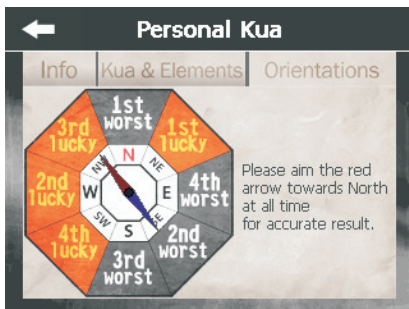 Personal Kua
Info
Kua & Elements
Orientations
1st
worst
1st
lucky
4th
worst
2nd
worst
3rd
worst
4th
lucky
2nd
lucky
3rd
lucky
N
NE
E
SE
S
SW
W
NW
Please aim the red
arrow towards North
at all time
for accurate result.